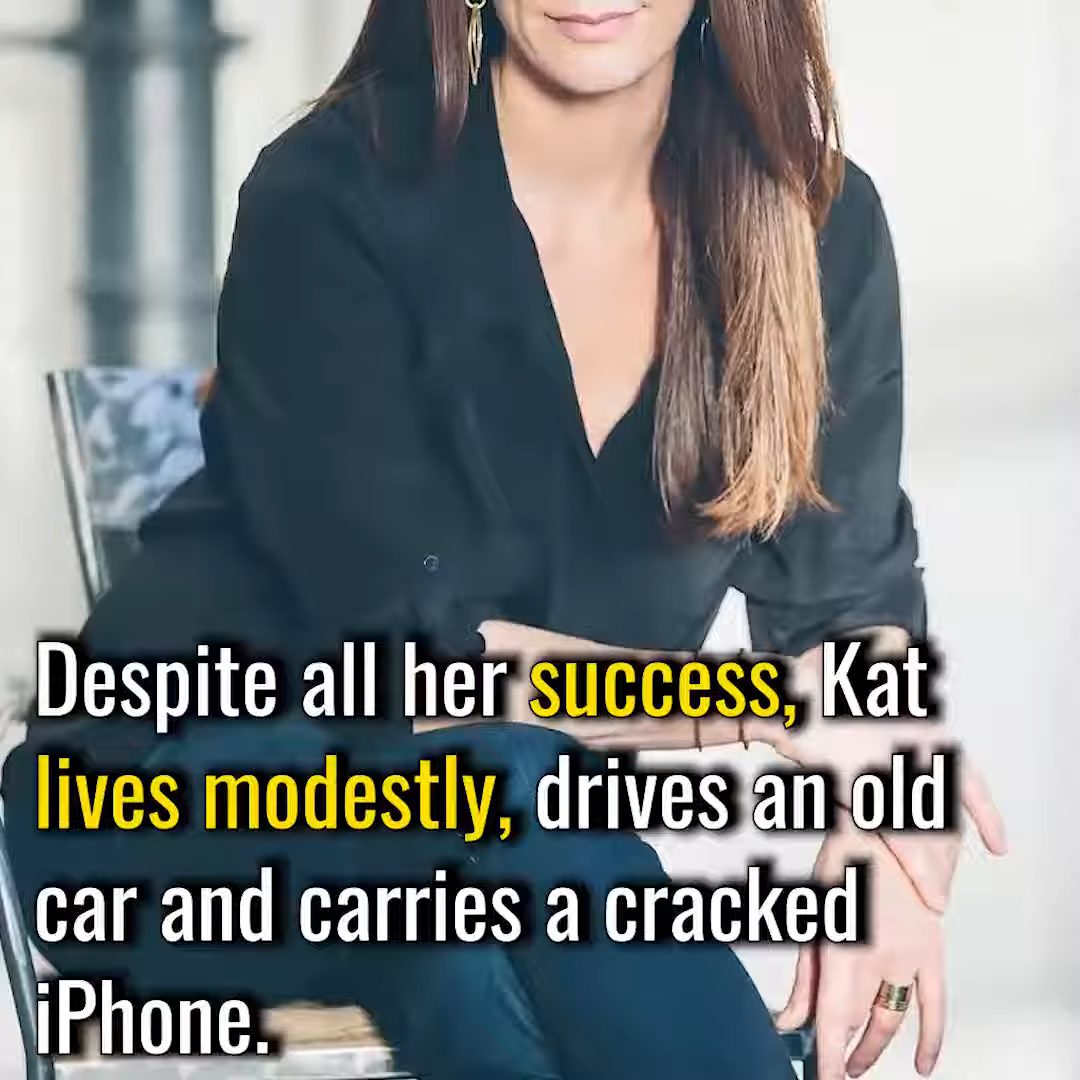 Despite all her success, Kat
lives modestly, drives an old
car and carries a cracked
iPhone.